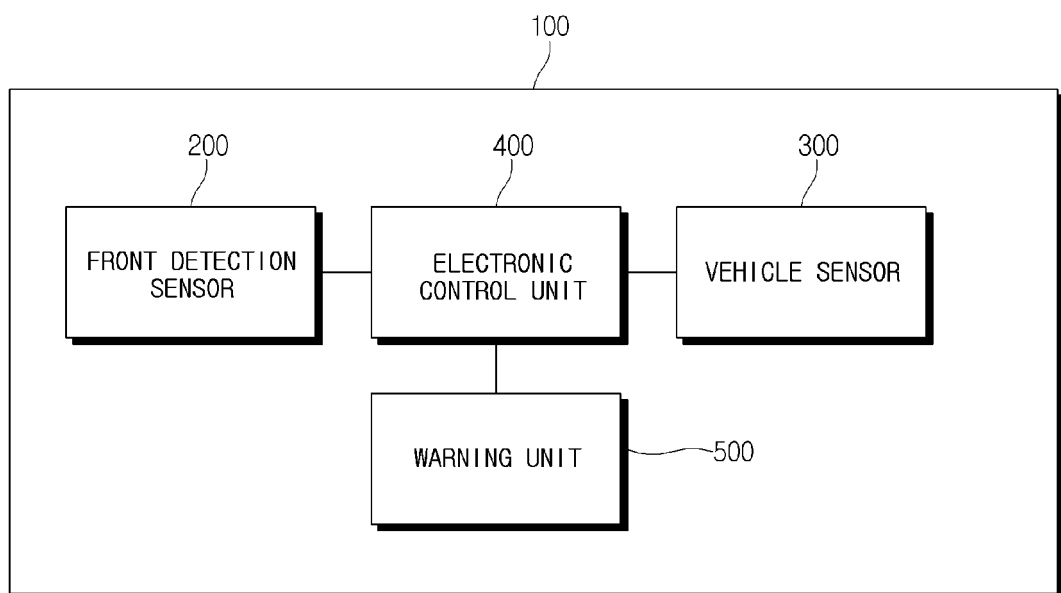 100
200
400
300
FRONT DETECTION
SENSOR
ELECTRONIC
CONTROL UNIT
VEHICLE SENSOR
WARNING UNIT
500